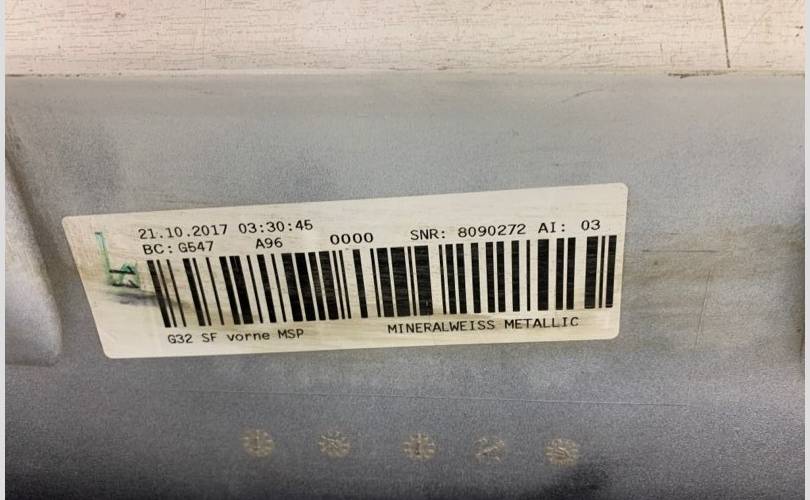 21.10.2017 03:30:45
BC: G547 A96 0000 SNR: 8090272 AI: 03
G32 SF vorne MSP MINERALWEISS METALLIC